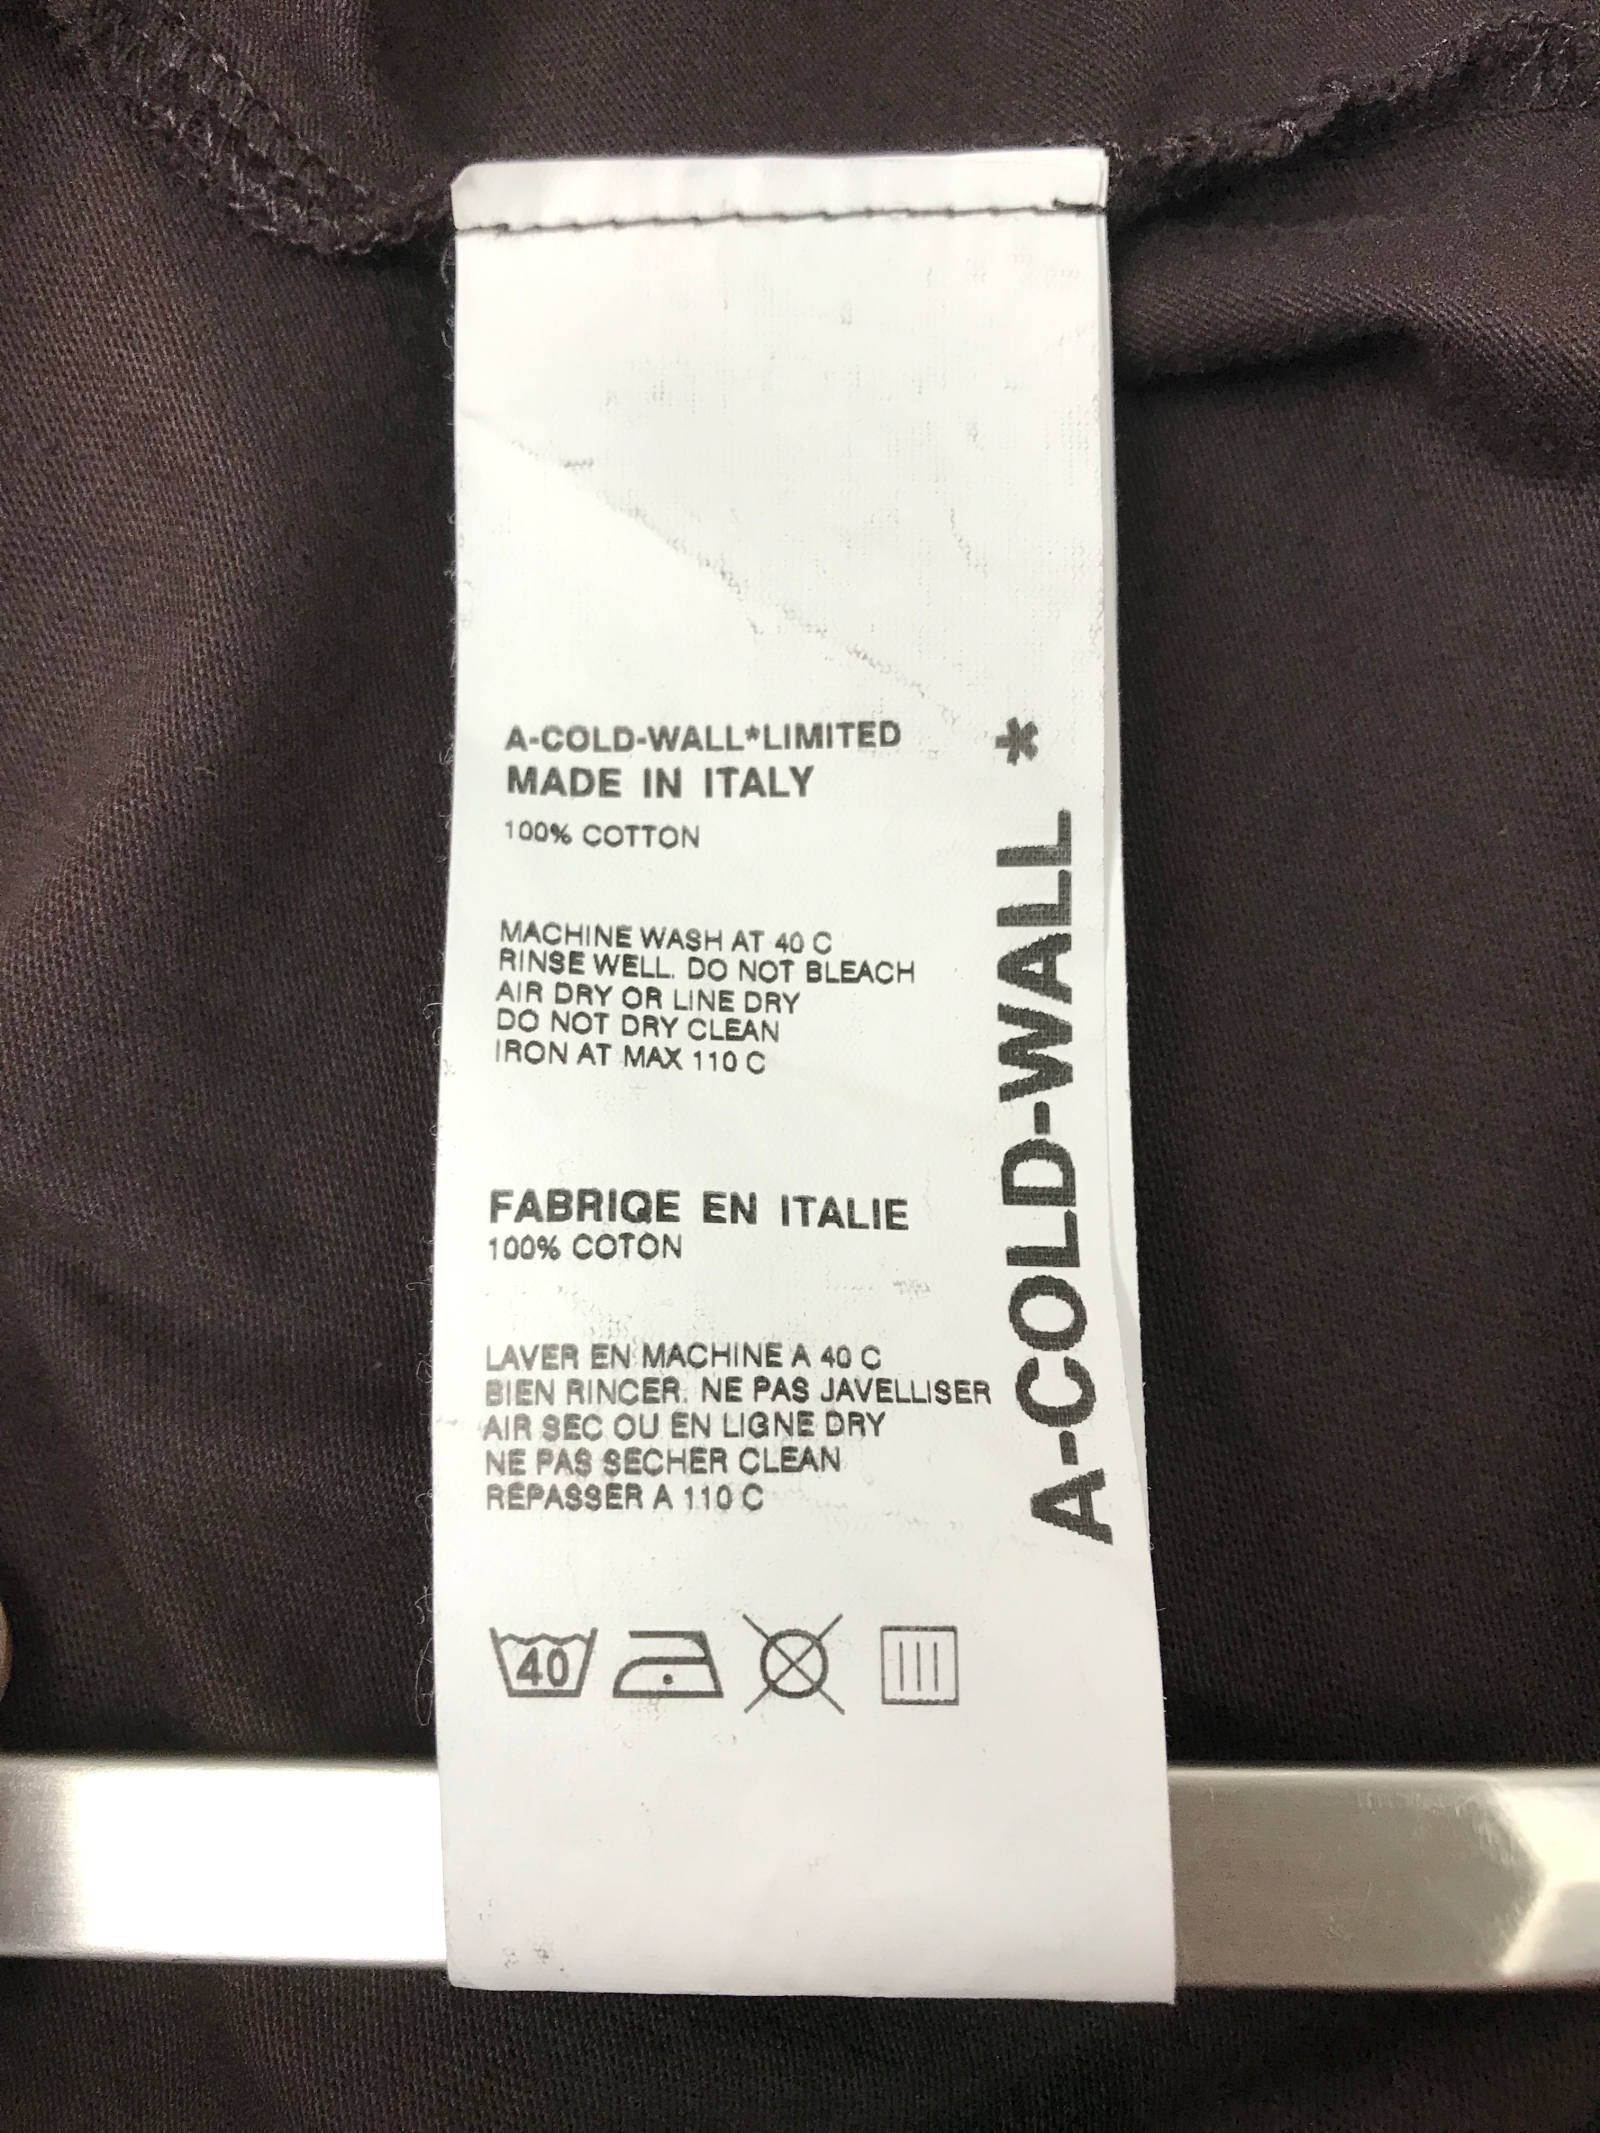 A-COLD-WALL*LIMITED
MADE IN ITALY
100% COTTON
MACHINE WASH AT 40 C
RINSE WELL. DO NOT BLEACH
AIR DRY OR LINE DRY
DO NOT DRY CLEAN
IRON AT MAX 110 C
FABRIQE EN ITALIE
100% COTON
LAVER EN MACHINE A 40 C
BIEN RINCER. NE PAS JAVELLISER
AIR SEC OU EN LIGNE DRY
NE PAS SECHER CLEAN
REPASSER A 110 C
40
A-COLD-WALL*